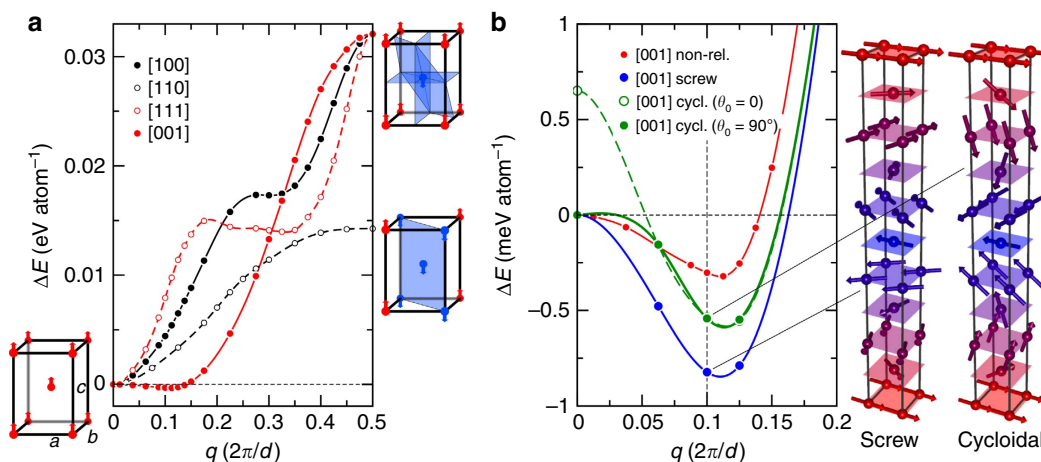 a
ΔE (eV atom⁻¹)
0.03
0.02
0.01
0
[100]
[110]
[111]
[001]
0
0.1
0.2
0.3
0.4
0.5
q (2π/d)
a
b
c
b
ΔE (meV atom⁻¹)
1
0.5
0
−0.5
−1
[001] non-rel.
[001] screw
[001] cycl. (θ₀ = 0)
[001] cycl. (θ₀ = 90°)
0
0.05
0.1
0.15
0.2
q (2π/d)
Screw
Cycloidal